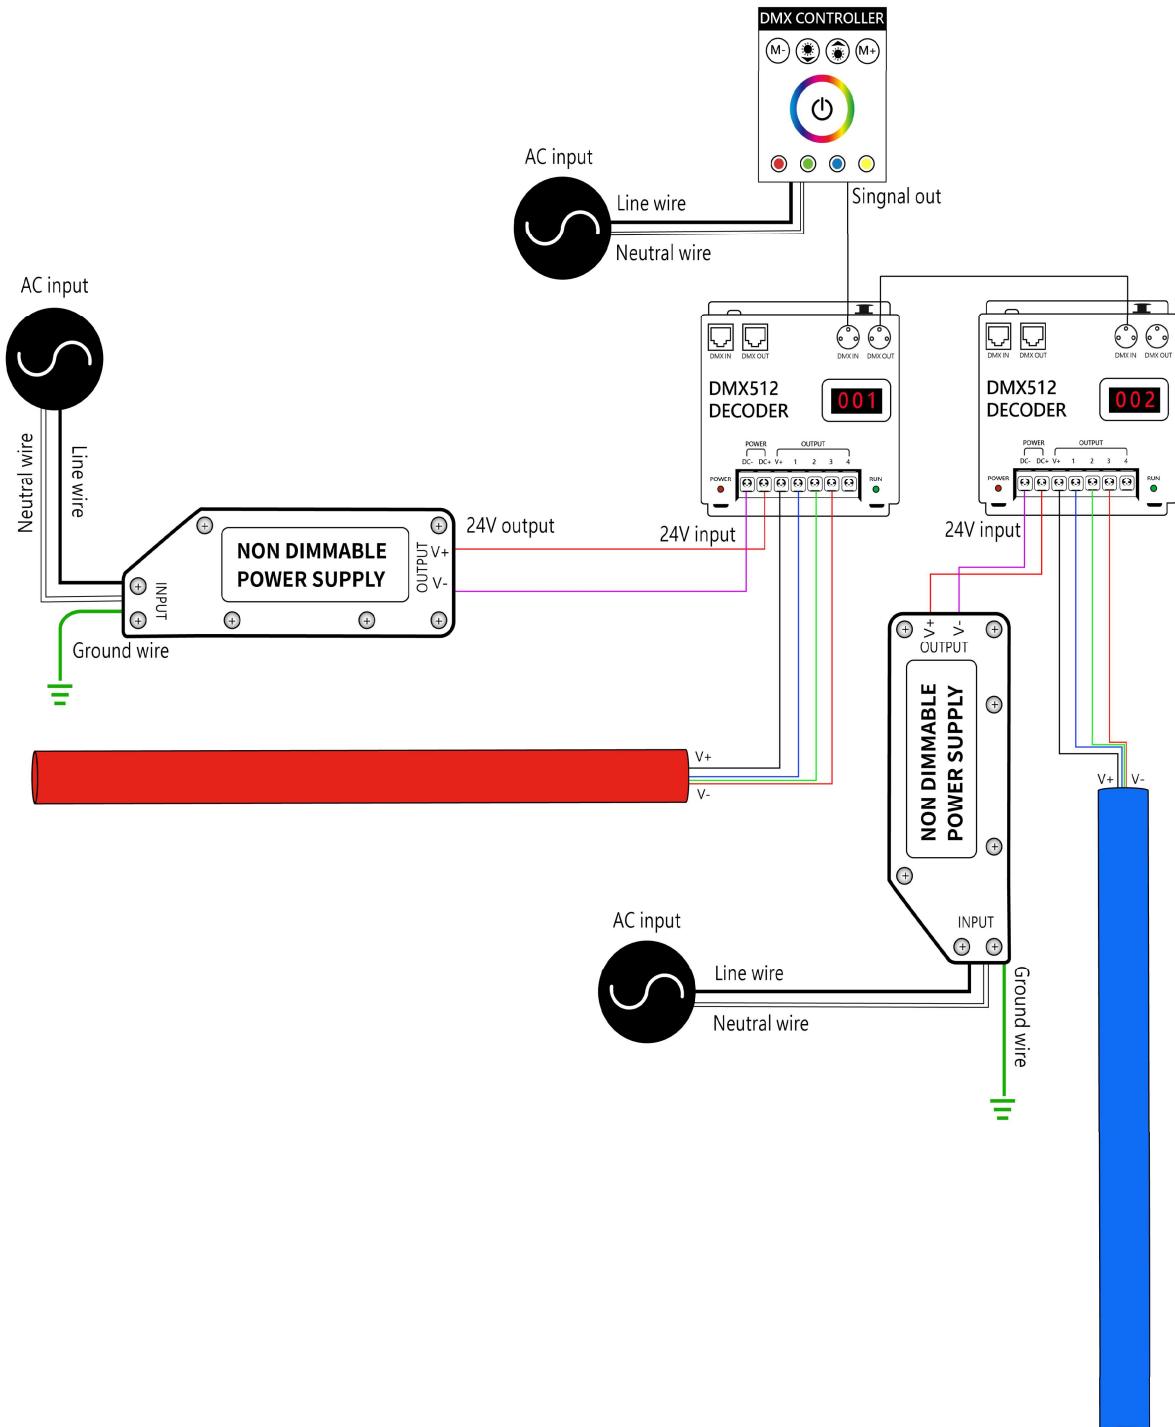 DMX CONTROLLER
M-
M+
AC input
Line wire
Neutral wire
Singnal out
AC input
Neutral wire
Line wire
DMX IN
DMX OUT
DMX IN
DMX OUT
DMX512
DECODER
001
POWER
OUTPUT
DC- DC+ V+ 1 2 3 4
POWER
RUN
24V input
DMX IN
DMX OUT
DMX IN
DMX OUT
DMX512
DECODER
002
POWER
OUTPUT
DC- DC+ V+ 1 2 3 4
POWER
RUN
24V input
24V output
NON DIMMABLE
POWER SUPPLY
INPUT
OUTPUT
V+
V-
Ground wire
V+
V-
V+
V-
OUTPUT
NON DIMMABLE
POWER SUPPLY
INPUT
V+
V-
AC input
Line wire
Neutral wire
Ground wire